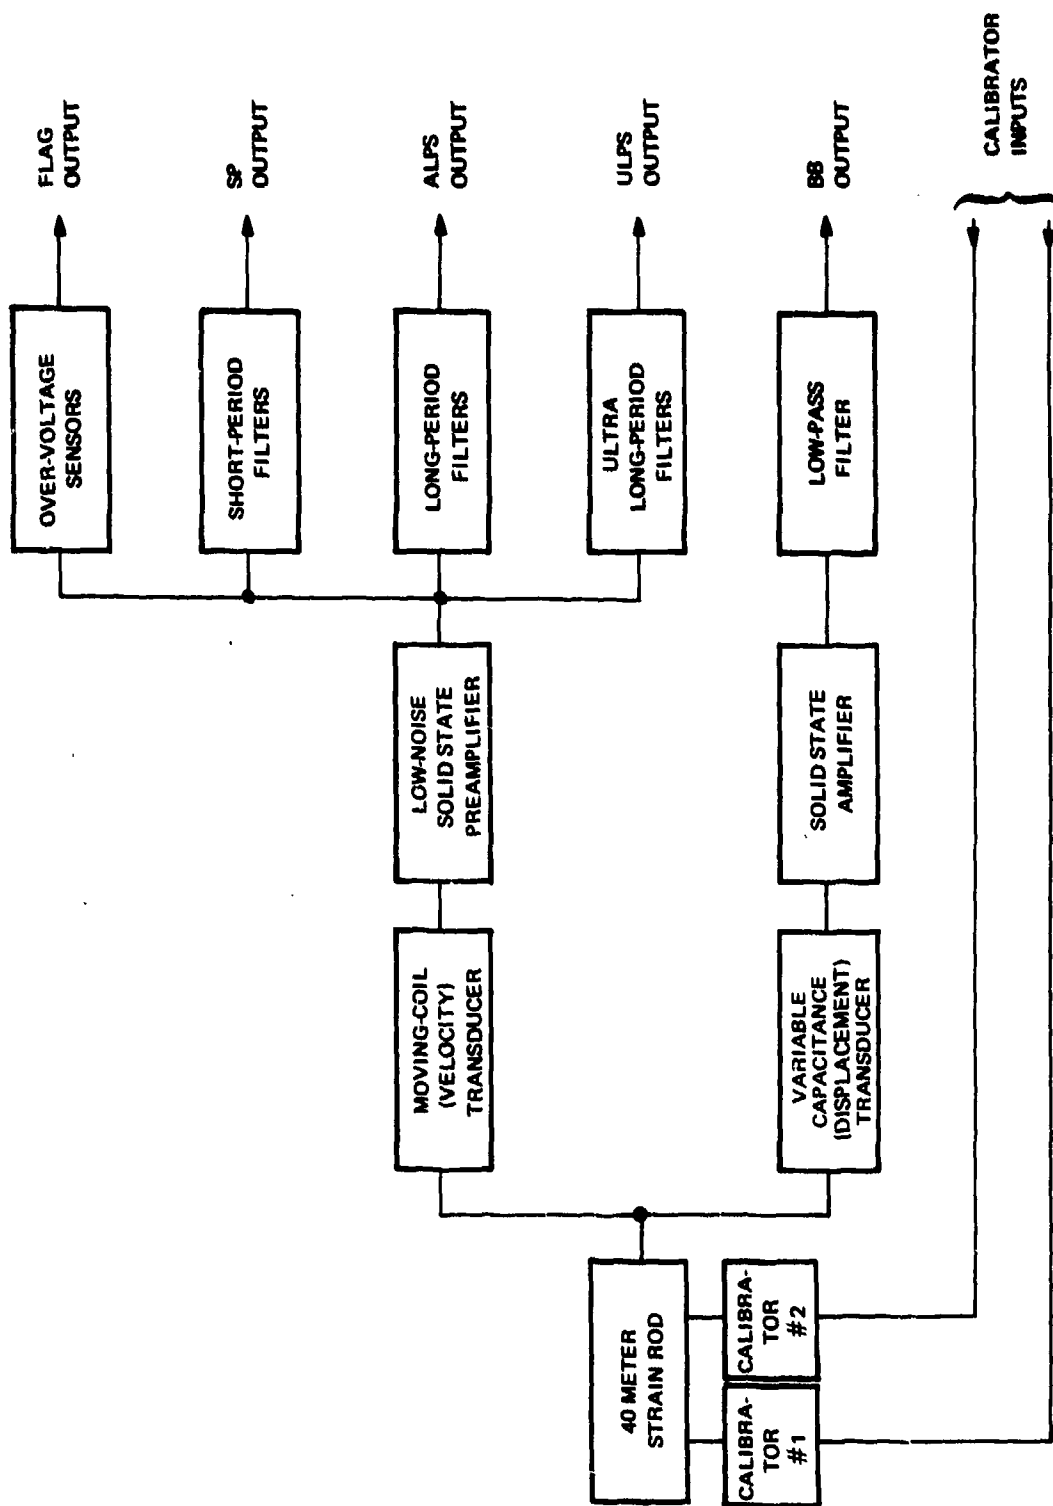 40 METER
STRAIN ROD
CALIBRA-
TOR
#1
CALIBRA-
TOR
#2
MOVING-COIL
(VELOCITY)
TRANSDUCER
VARIABLE
CAPACITANCE
(DISPLACEMENT)
TRANSDUCER
LOW-NOISE
SOLID STATE
PREAMPLIFIER
SOLID STATE
AMPLIFIER
OVER-VOLTAGE
SENSORS
SHORT-PERIOD
FILTERS
LONG-PERIOD
FILTERS
ULTRA
LONG-PERIOD
FILTERS
LOW-PASS
FILTER
FLAG
OUTPUT
SP
OUTPUT
ALPS
OUTPUT
ULPS
OUTPUT
BB
OUTPUT
CALIBRATOR
INPUTS